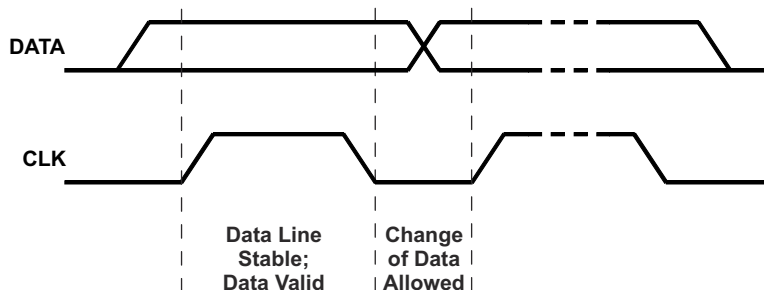 DATA
CLK
Data Line
Stable;
Data Valid
Change
of Data
Allowed